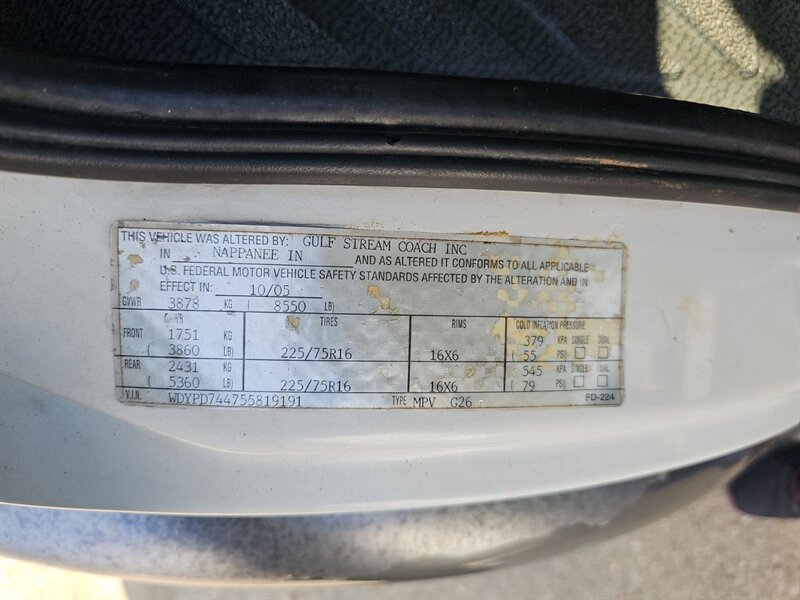 THIS VEHICLE WAS ALTERED BY: GULF STREAM COACH INC
IN NAPPANEE IN AND AS ALTERED IT CONFORMS TO ALL APPLICABLE
U.S. FEDERAL MOTOR VEHICLE SAFETY STANDARDS AFFECTED BY THE ALTERATION AND IN
EFFECT IN: 10/05
GVWR 3878 KG ( 8550 LB)
GAWR TIRES RIMS COLD INFLATION PRESSURE
FRONT 1751 KG 379 KPA SINGLE DUAL
( 3860 LB) 225/75R16 16X6 ( 55 PSI)
REAR 2431 KG 545 KPA SINGLE DUAL
( 5360 LB) 225/75R16 16X6 ( 79 PSI)
V.I.N. WDYPD744755819191 TYPE MPV G26 FD-224